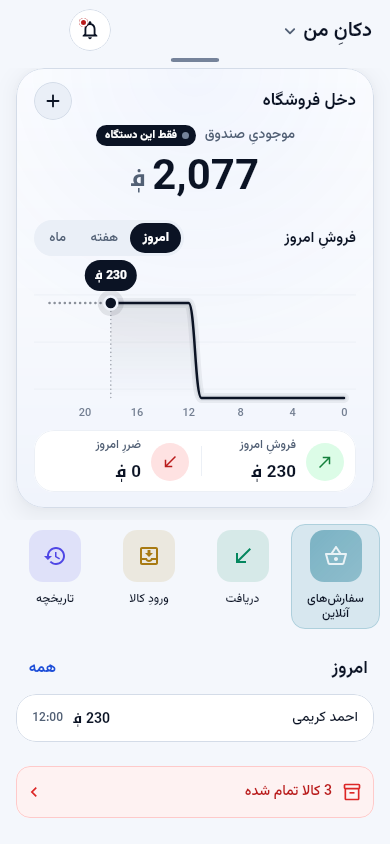 دکانِ من
دخل فروشگاه
موجودیِ صندوق
فقط این دستگاه
2,077 ؋
فروشِ امروز
امروز
هفته
ماه
230 ؋
0 4 8 12 16 20
فروشِ امروز
230 ؋
ضررِ امروز
0 ؋
سفارش‌های آنلاین
دریافت
ورودِ کالا
تاریخچه
امروز
همه
احمد کریمی
230 ؋
12:00
3 کالا تمام شده